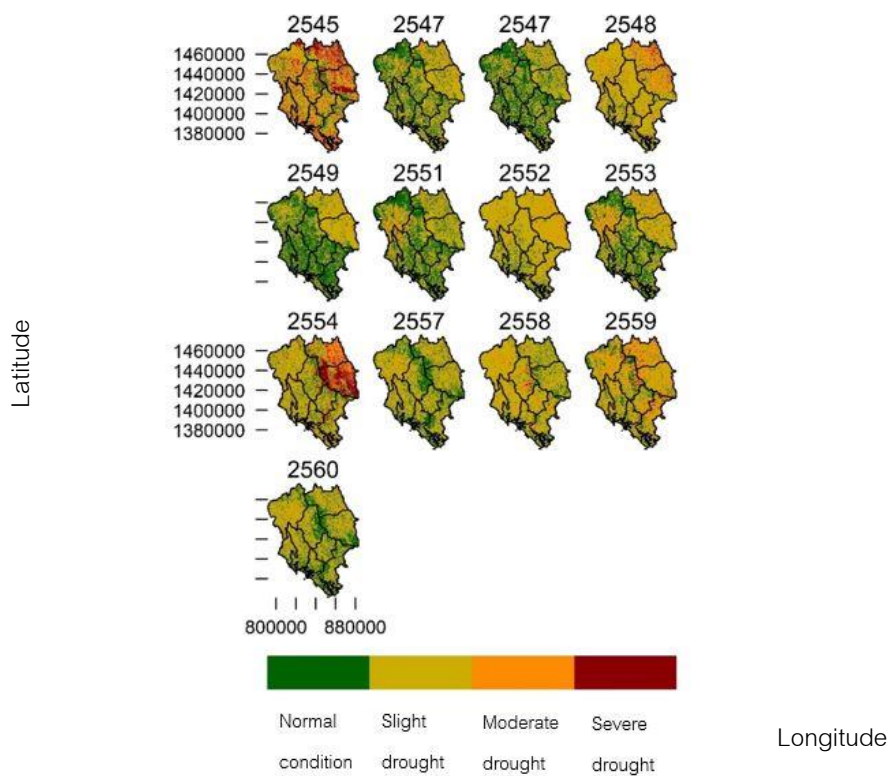 2545 2547 2547 2548
1460000
1440000
1420000
1400000
1380000
2549 2551 2552 2553
Latitude
2554 2557 2558 2559
1460000
1440000
1420000
1400000
1380000
2560
800000 880000
Normal Slight Moderate Severe
condition drought drought drought
Longitude